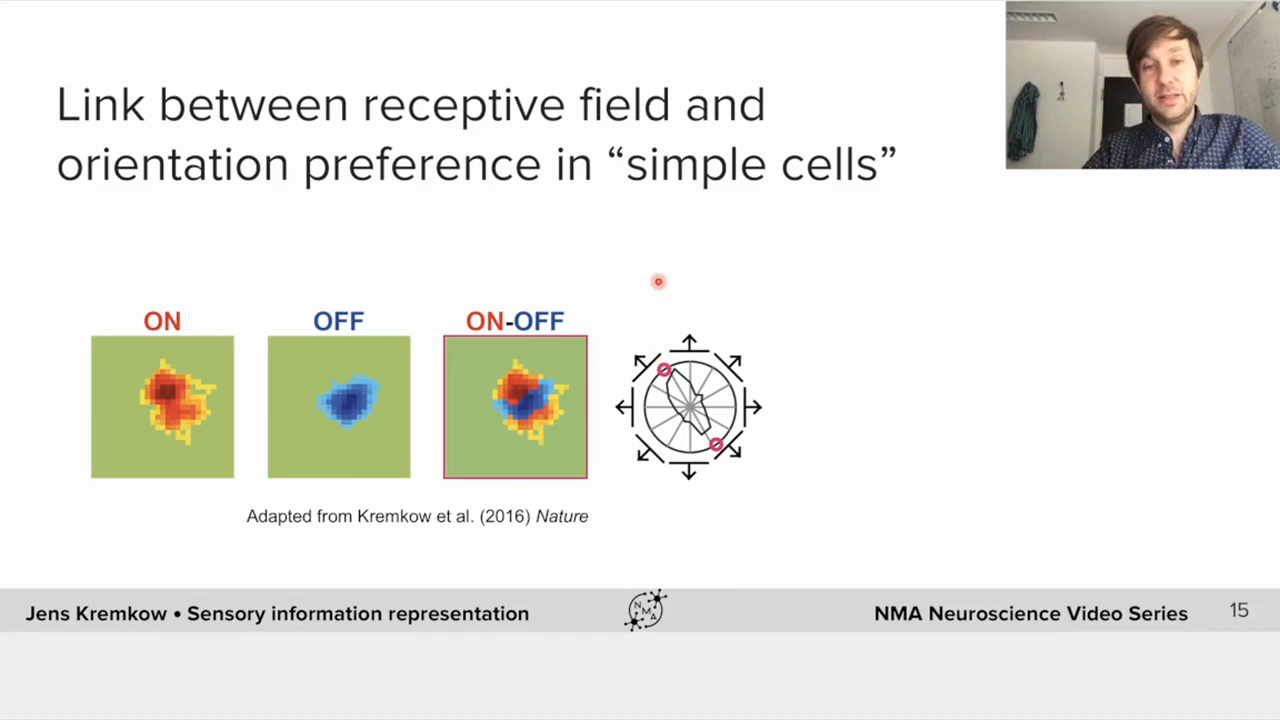 Link between receptive field and
orientation preference in “simple cells”
ON
OFF
ON-OFF
Adapted from Kremkow et al. (2016) Nature
Jens Kremkow • Sensory information representation
NMA
NMA Neuroscience Video Series
15